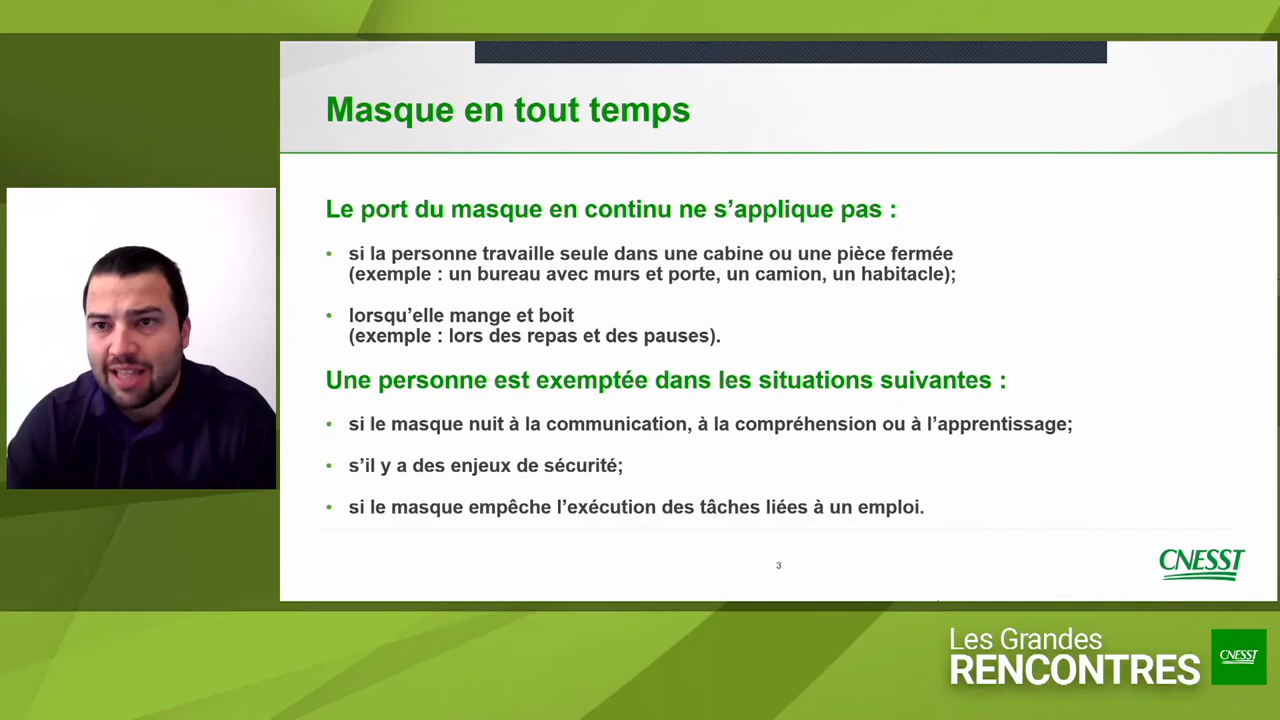 Masque en tout temps
Le port du masque en continu ne s’applique pas :
• si la personne travaille seule dans une cabine ou une pièce fermée
(exemple : un bureau avec murs et porte, un camion, un habitacle);
• lorsqu’elle mange et boit
(exemple : lors des repas et des pauses).
Une personne est exemptée dans les situations suivantes :
• si le masque nuit à la communication, à la compréhension ou à l’apprentissage;
• s’il y a des enjeux de sécurité;
• si le masque empêche l’exécution des tâches liées à un emploi.
3
CNESST
Les Grandes
RENCONTRES
CNESST